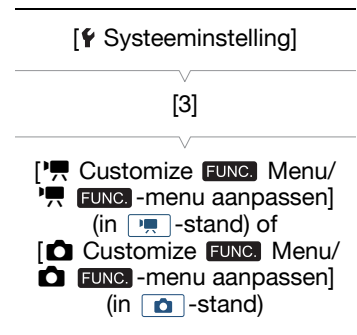 [Systeeminstelling]
[3]
[Customize FUNC. Menu/
FUNC. -menu aanpassen]
(in -stand) of
[Customize FUNC. Menu/
FUNC. -menu aanpassen]
(in -stand)